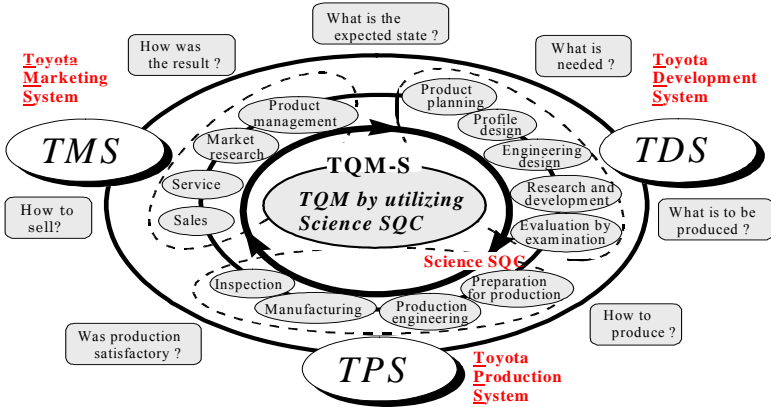 What is the
expected state ?
How was
the result ?
What is
needed ?
Toyota
Marketing
System
Toyota
Development
System
Product
planning
Product
management
Profile
design
Market
research
Engineering
design
TMS
TDS
TQM-S
TQM by utilizing
Science SQC
Service
Sales
Research and
development
Evaluation by
examination
How to
sell?
What is to be
produced ?
Science SQC
Inspection
Manufacturing
Production
engineering
Preparation
for production
Was production
satisfactory ?
How to
produce ?
TPS
Toyota
Production
System